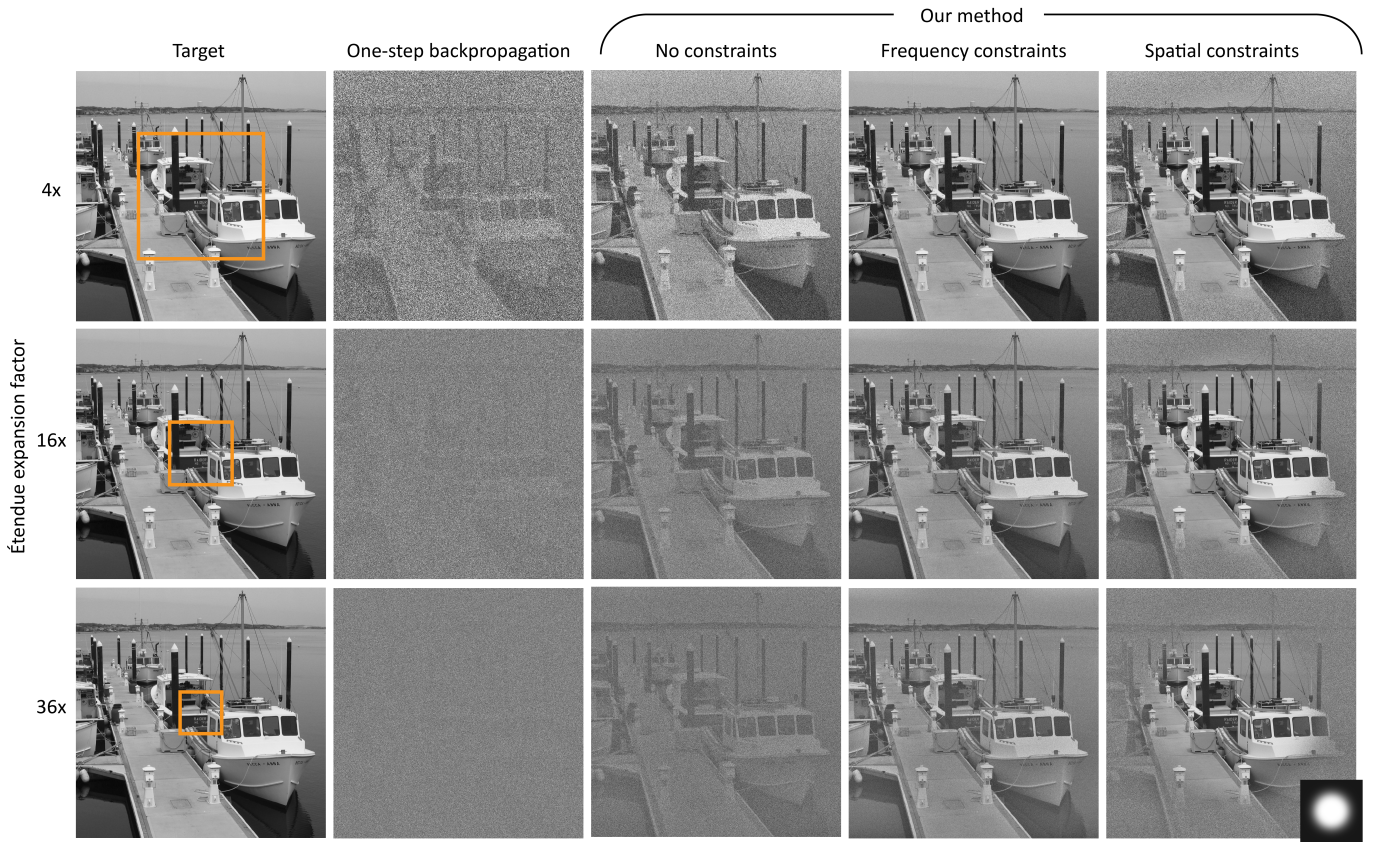 Our method
Target
One-step backpropagation
No constraints
Frequency constraints
Spatial constraints
4x
Étendue expansion factor
16x
36x